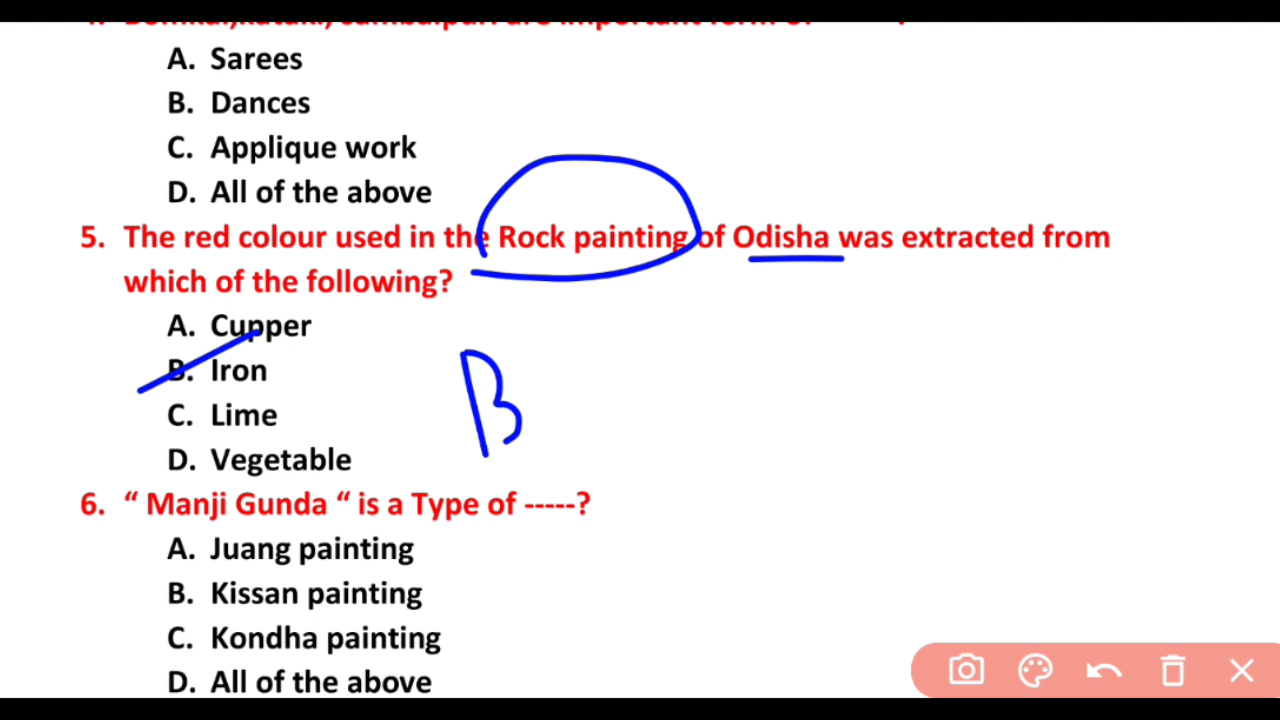 A. Sarees
B. Dances
C. Applique work
D. All of the above
5. The red colour used in the Rock painting of Odisha was extracted from
which of the following?
A. Cupper
B. Iron
B
C. Lime
D. Vegetable
6. “ Manji Gunda “ is a Type of -----?
A. Juang painting
B. Kissan painting
C. Kondha painting
D. All of the above